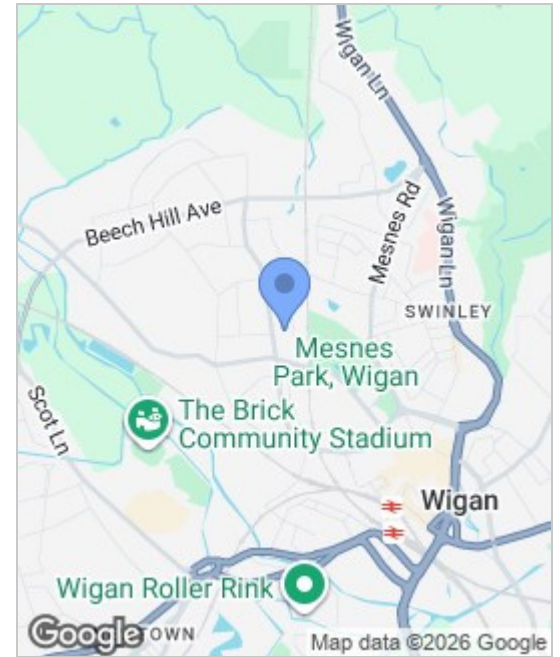 Wigan Ln
Beech Hill Ave
Mesnes Rd
Wigan Ln
SWINLEY
Mesnes
Park, Wigan
Scot Ln
The Brick
Community Stadium
Wigan
Wigan Roller Rink
Google
TOWN
Map data ©2026 Google